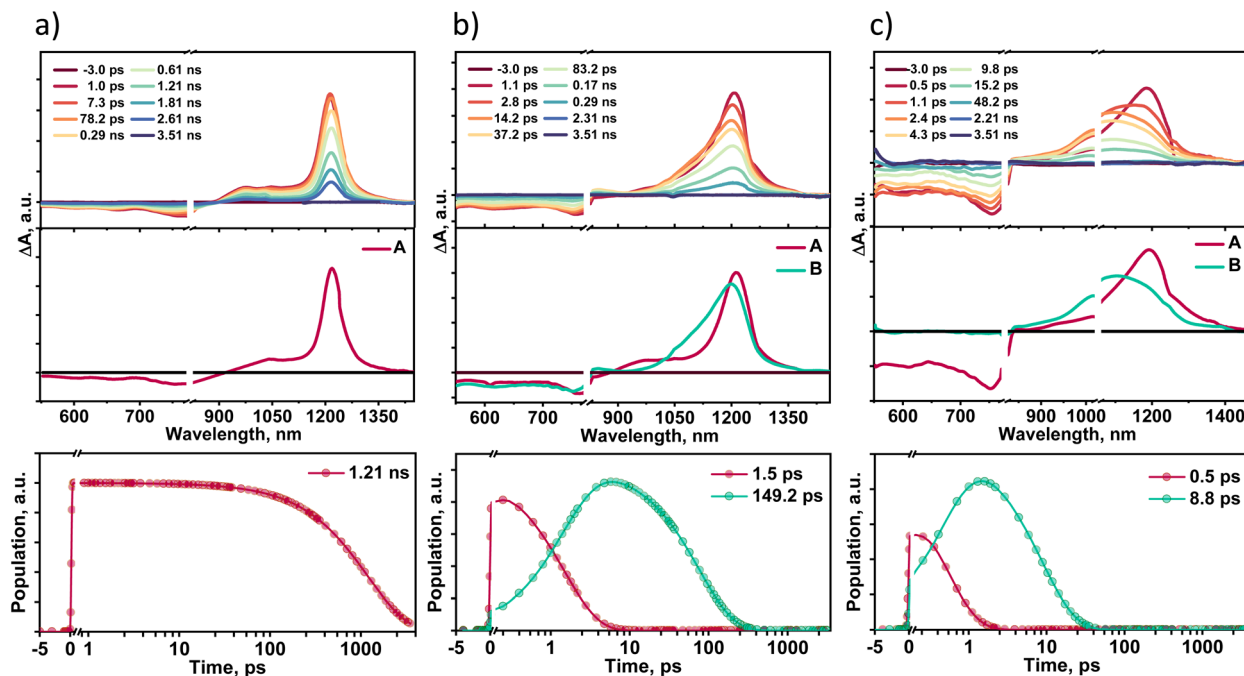 a)
-3.0 ps
1.0 ps
7.3 ps
78.2 ps
0.29 ns
0.61 ns
1.21 ns
1.81 ns
2.61 ns
3.51 ns
ΔA, a.u.
A
550 700 900 1050 1200 1350
Wavelength, nm
Population, a.u.
1.21 ns
-5 0 1 10 100 1000
Time, ps
b)
-3.0 ps
1.1 ps
2.8 ps
14.2 ps
37.2 ps
83.2 ps
0.17 ns
0.29 ns
2.31 ns
3.51 ns
ΔA, a.u.
A
B
550 700 900 1050 1200 1350
Wavelength, nm
Population, a.u.
1.5 ps
149.2 ps
-5 0 1 10 100 1000
Time, ps
c)
-3.0 ps
0.5 ps
1.1 ps
2.4 ps
4.3 ps
9.8 ps
15.2 ps
48.2 ps
2.21 ns
3.51 ns
ΔA, a.u.
A
B
600 700 900 1000 1200 1400
Wavelength, nm
Population, a.u.
0.5 ps
8.8 ps
-5 0 1 10 100 1000
Time, ps